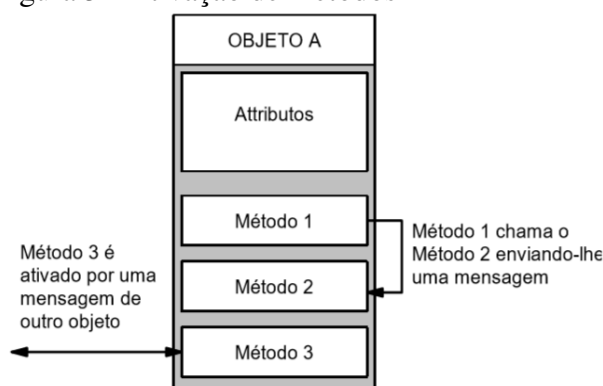 OBJETO A
Attributos
Método 1
Método 1 chama o
Método 2 enviando-lhe
uma mensagem
Método 3 é
ativado por uma
mensagem de
outro objeto
Método 2
Método 3